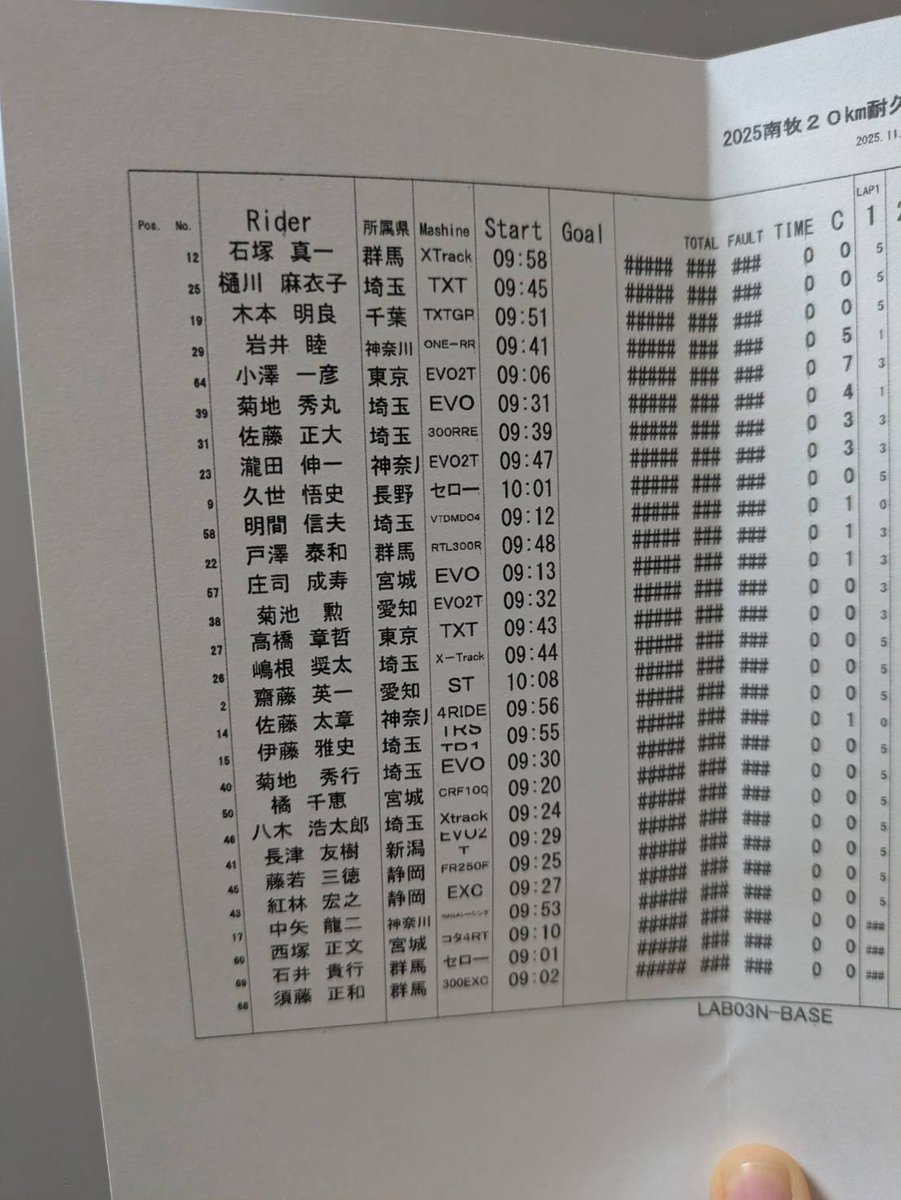 2025南牧２０km耐久
2025.11.
LAP1
Pos. No. Rider 所属県 Mashine Start Goal TOTAL FAULT TIME C 1 2
12 石塚 真一 群馬 XTrack 09:58 ##### ### ### 0 0 5
25 樋川 麻衣子 埼玉 TXT 09:45 ##### ### ### 0 0 5
19 木本 明良 千葉 TXTGP 09:51 ##### ### ### 0 0 5
29 岩井 睦 神奈川 ONE-RR 09:41 ##### ### ### 0 5 1
64 小澤 一彦 東京 EVO2T 09:06 ##### ### ### 0 7 3
39 菊地 秀丸 埼玉 EVO 09:31 ##### ### ### 0 4 1
31 佐藤 正大 埼玉 300RRE 09:39 ##### ### ### 0 3 3
23 瀧田 伸一 神奈川 EVO2T 09:47 ##### ### ### 0 3 3
9 久世 悟史 長野 セロー 10:01 ##### ### ### 0 0 5
58 明間 信夫 埼玉 VTDMD04 09:12 ##### ### ### 0 1 0
22 戸澤 泰和 群馬 RTL300R 09:48 ##### ### ### 0 1 3
57 庄司 成寿 宮城 EVO 09:13 ##### ### ### 0 1 3
38 菊池 勲 愛知 EVO2T 09:32 ##### ### ### 0 0 3
27 高橋 章哲 東京 TXT 09:43 ##### ### ### 0 0 3
26 嶋根 奨太 埼玉 X-Track 09:44 ##### ### ### 0 0 5
2 齋藤 英一 愛知 ST 10:08 ##### ### ### 0 0 5
14 佐藤 太章 神奈川 4RIDE 09:56 ##### ### ### 0 0 5
15 伊藤 雅史 埼玉 TRS 09:55 ##### ### ### 0 1 0
40 菊地 秀行 埼玉 EVO 09:30 ##### ### ### 0 0 5
50 橘 千恵 宮城 CRF100 09:20 ##### ### ### 0 0 5
46 八木 浩太郎 埼玉 Xtrack 09:24 ##### ### ### 0 0 5
41 長津 友樹 新潟 EVO2T 09:29 ##### ### ### 0 0 5
45 藤若 三徳 静岡 FR250F 09:25 ##### ### ### 0 0 5
43 紅林 宏之 静岡 EXC 09:27 ##### ### ### 0 0 5
17 中矢 龍二 神奈川 09:53 ##### ### ### 0 0 5
60 西塚 正文 宮城 コタ4RT 09:10 ##### ### ### 0 0 ###
69 石井 貴行 群馬 セロー 09:01 ##### ### ### 0 0 ###
68 須藤 正和 群馬 300EXC 09:02 ##### ### ### 0 0 ###
LAB03N-BASE